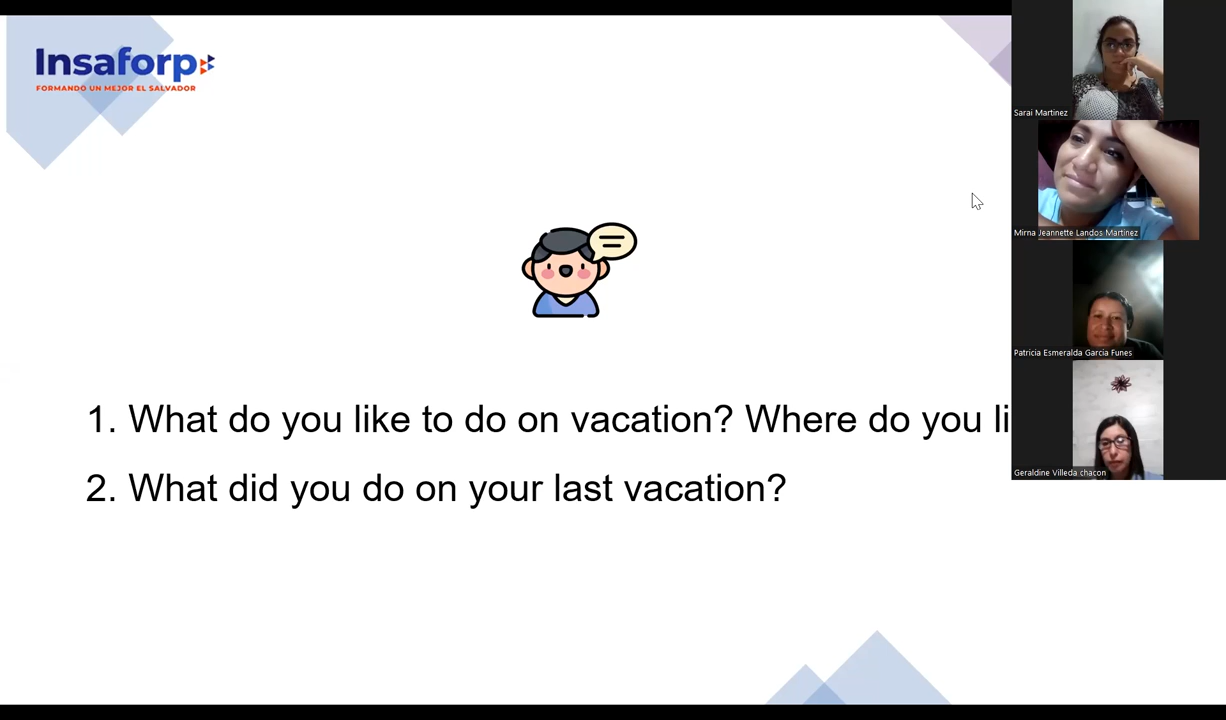 Insaforp
FORMANDO UN MEJOR EL SALVADOR
Sarai Martinez
Mirna Jeannette Landos Martinez
Patricia Esmeralda Garcia Funes
1. What do you like to do on vacation? Where do you li
Geraldine Villeda chacon
2. What did you do on your last vacation?